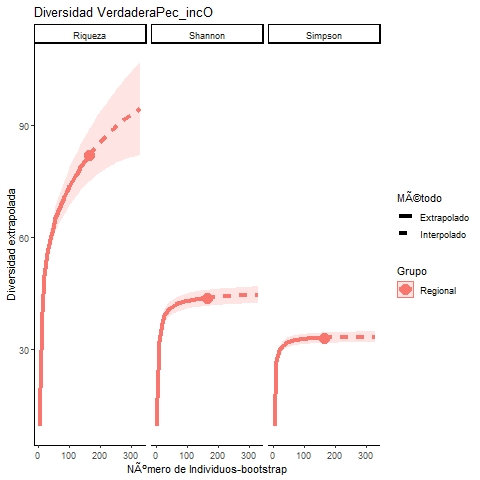 Diversidad VerdaderaPec_incO
Riqueza
Shannon
Simpson
Diversidad extrapolada
90
60
30
0 100 200 300
0 100 200 300
0 100 200 300
NÃºmero de Individuos-bootstrap
MÃ©todo
Extrapolado
Interpolado
Grupo
Regional